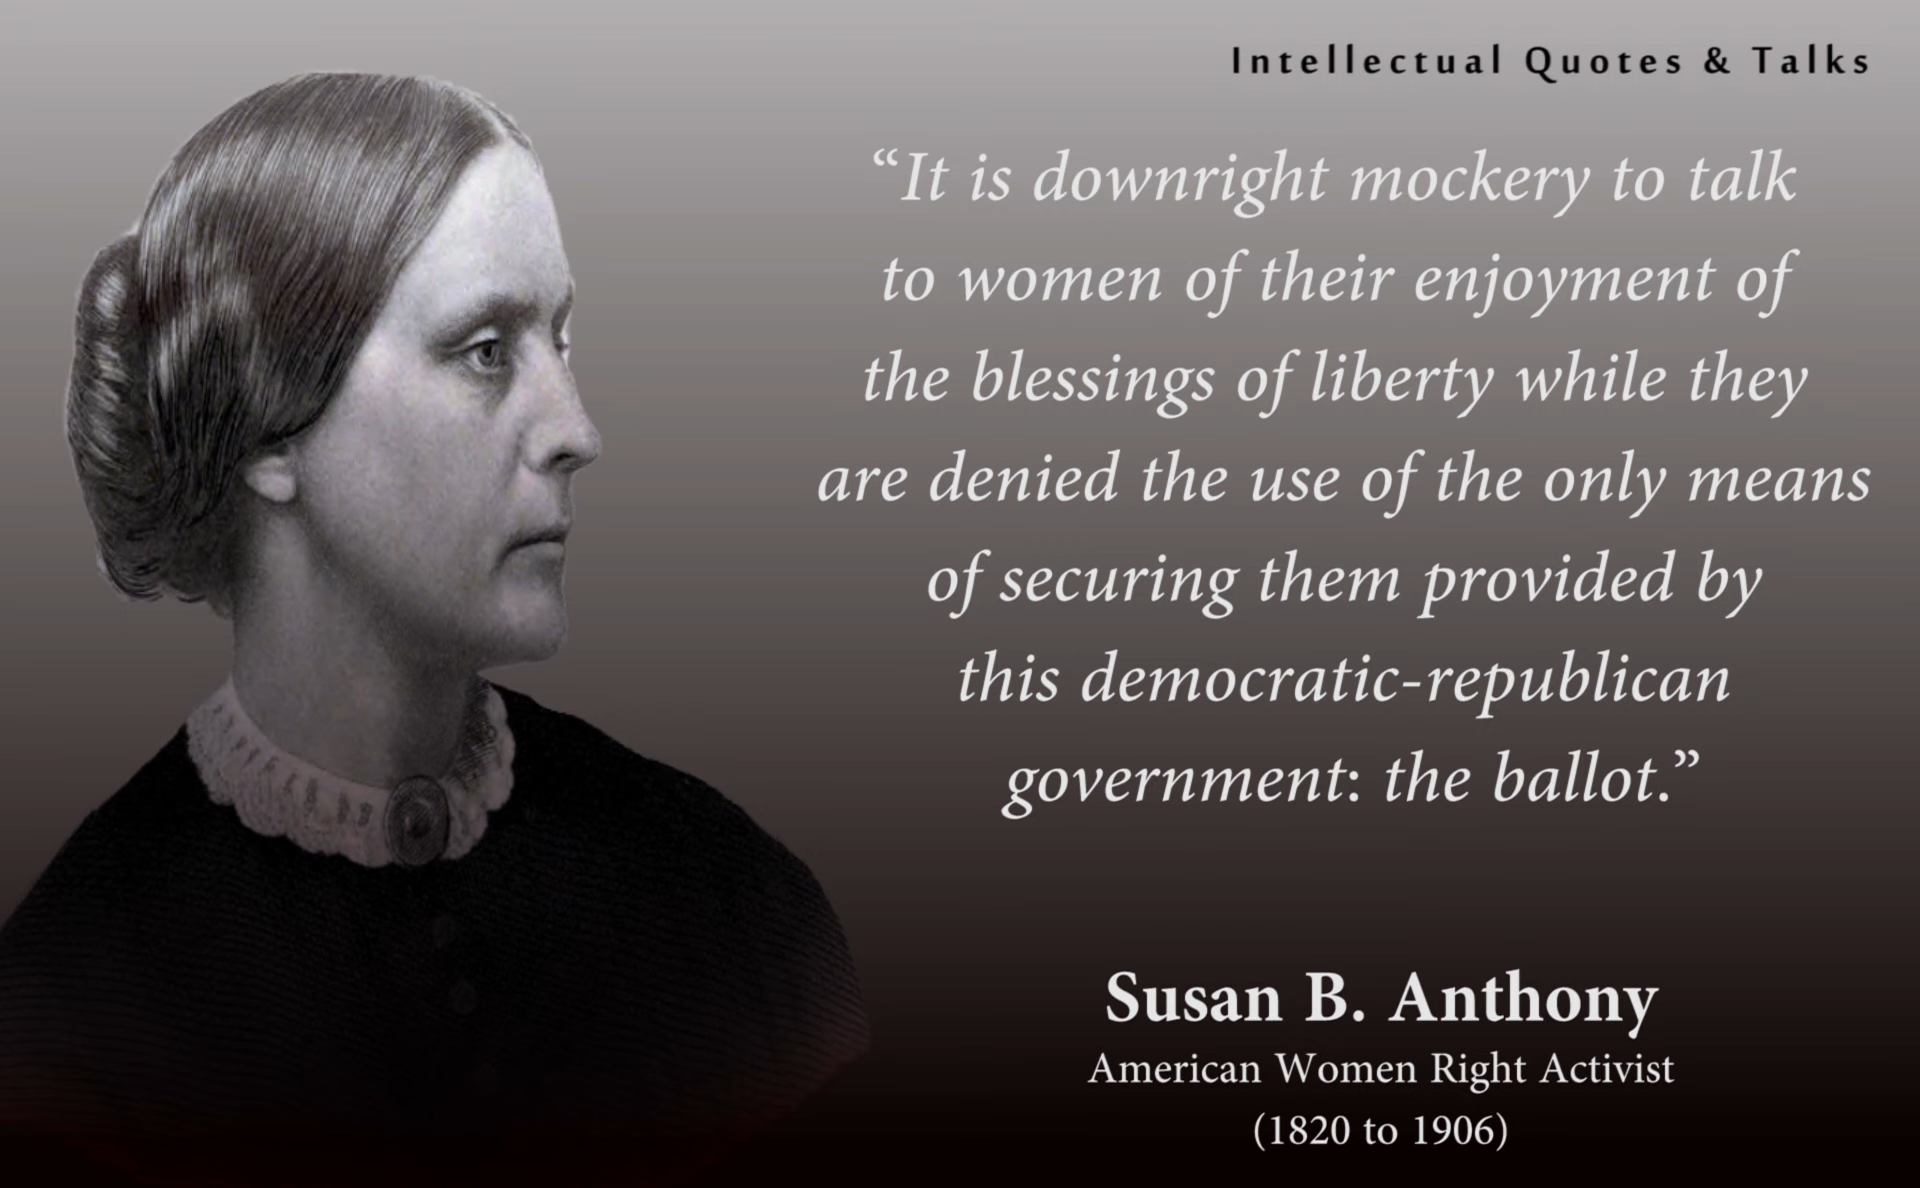 Intellectual Quotes & Talks
“It is downright mockery to talk
to women of their enjoyment of
the blessings of liberty while they
are denied the use of the only means
of securing them provided by
this democratic-republican
government: the ballot.”
Susan B. Anthony
American Women Right Activist
(1820 to 1906)